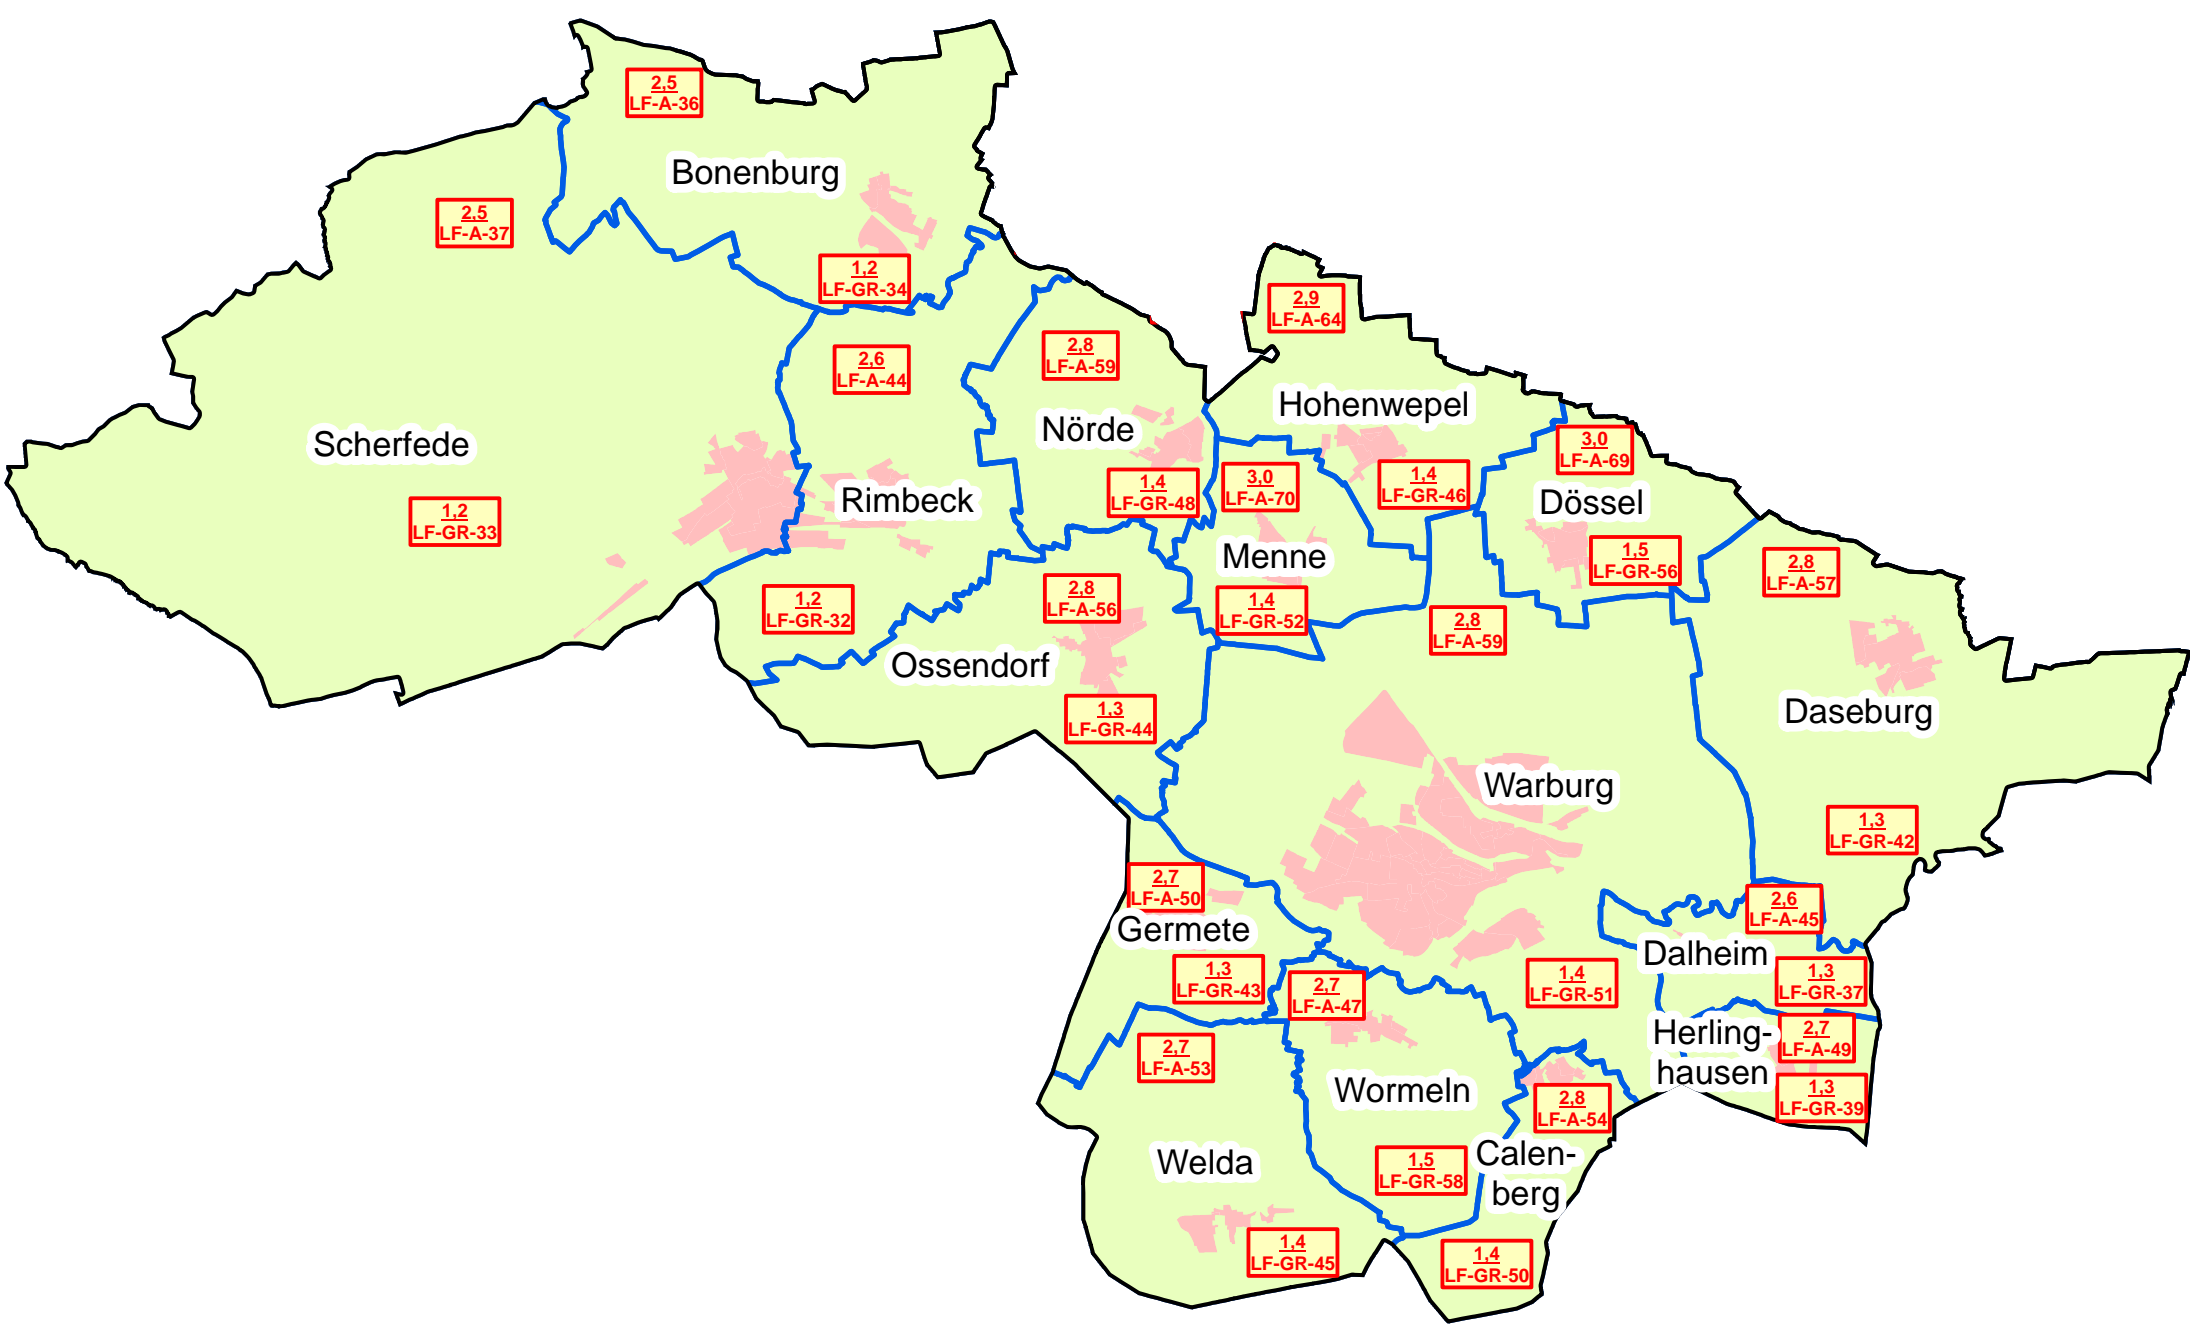 2,5
LF-A-36
Bonenburg
2,5
LF-A-37
1,2
LF-GR-34
2,9
LF-A-64
2,8
LF-A-59
2,6
LF-A-44
Hohenwepel
Nörde
Scherfede
3,0
LF-A-69
3,0
LF-A-70
1,4
LF-GR-46
1,4
LF-GR-48
Rimbeck
Dössel
1,2
LF-GR-33
Menne
1,5
LF-GR-56
2,8
LF-A-57
2,8
LF-A-56
1,2
LF-GR-32
1,4
LF-GR-52
2,8
LF-A-59
Ossendorf
1,3
LF-GR-44
Daseburg
Warburg
1,3
LF-GR-42
2,7
LF-A-50
2,6
LF-A-45
Germete
Dalheim
1,3
LF-GR-43
2,7
LF-A-47
1,4
LF-GR-51
1,3
LF-GR-37
Herling-
hausen
2,7
LF-A-49
2,7
LF-A-53
Wormeln
2,8
LF-A-54
1,3
LF-GR-39
Welda
1,5
LF-GR-58
Calen-
berg
1,4
LF-GR-45
1,4
LF-GR-50